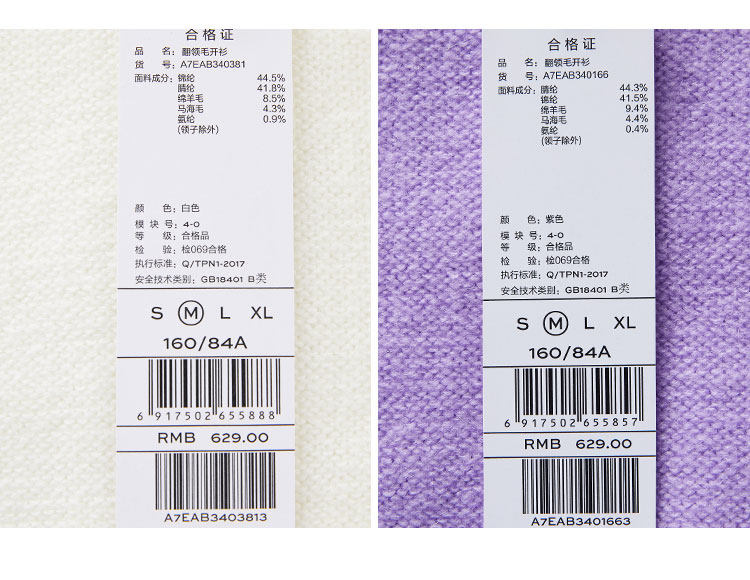 合格证
品　名：翻领毛开衫
货　号：A7EAB340381
面料成分：锦纶 44.5%
腈纶 41.8%
绵羊毛 8.5%
马海毛 4.3%
氨纶 0.9%
(领子除外)
颜　色：白色
模 块 号：4-0
等　级：合格品
检　验：检069合格
执行标准：Q/TPN1-2017
安全技术类别：GB18401 B类
S M L XL
160/84A
6 917502 655888
RMB 629.00
A7EAB3403813
合格证
品　名：翻领毛开衫
货　号：A7EAB340166
面料成分：腈纶 44.3%
锦纶 41.5%
绵羊毛 9.4%
马海毛 4.4%
氨纶 0.4%
(领子除外)
颜　色：紫色
模 块 号：4-0
等　级：合格品
检　验：检069合格
执行标准：Q/TPN1-2017
安全技术类别：GB18401 B类
S M L XL
160/84A
6 917502 655857
RMB 629.00
A7EAB3401663